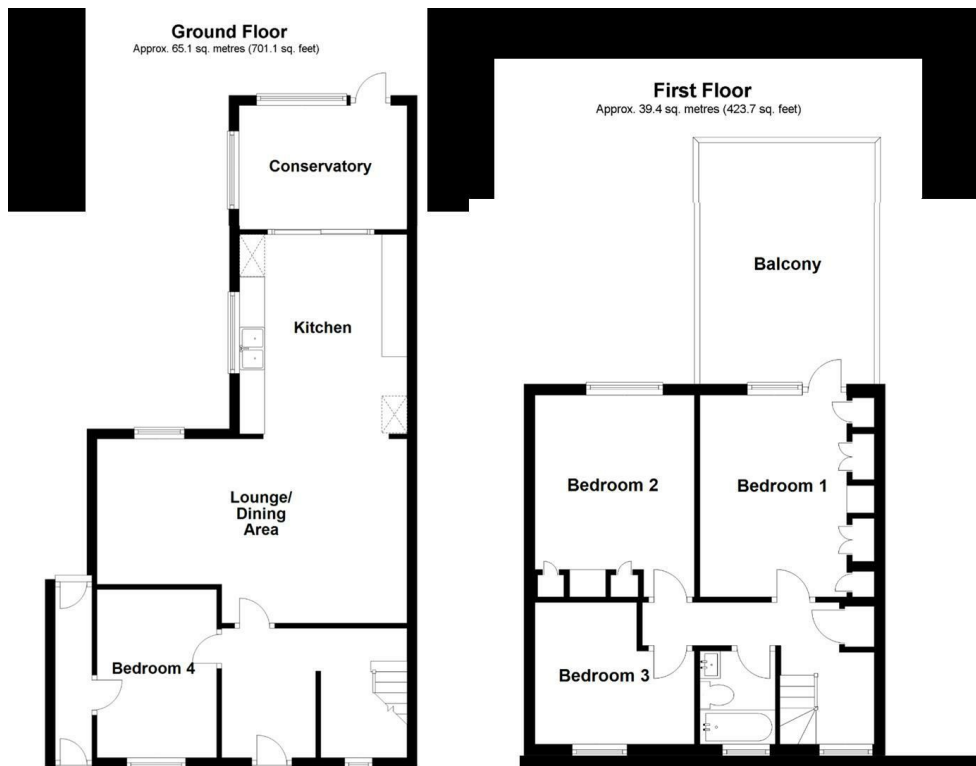 Ground Floor
Approx. 65.1 sq. metres (701.1 sq. feet)
Conservatory
Kitchen
Lounge/
Dining
Area
Bedroom 4
First Floor
Approx. 39.4 sq. metres (423.7 sq. feet)
Balcony
Bedroom 2
Bedroom 1
Bedroom 3